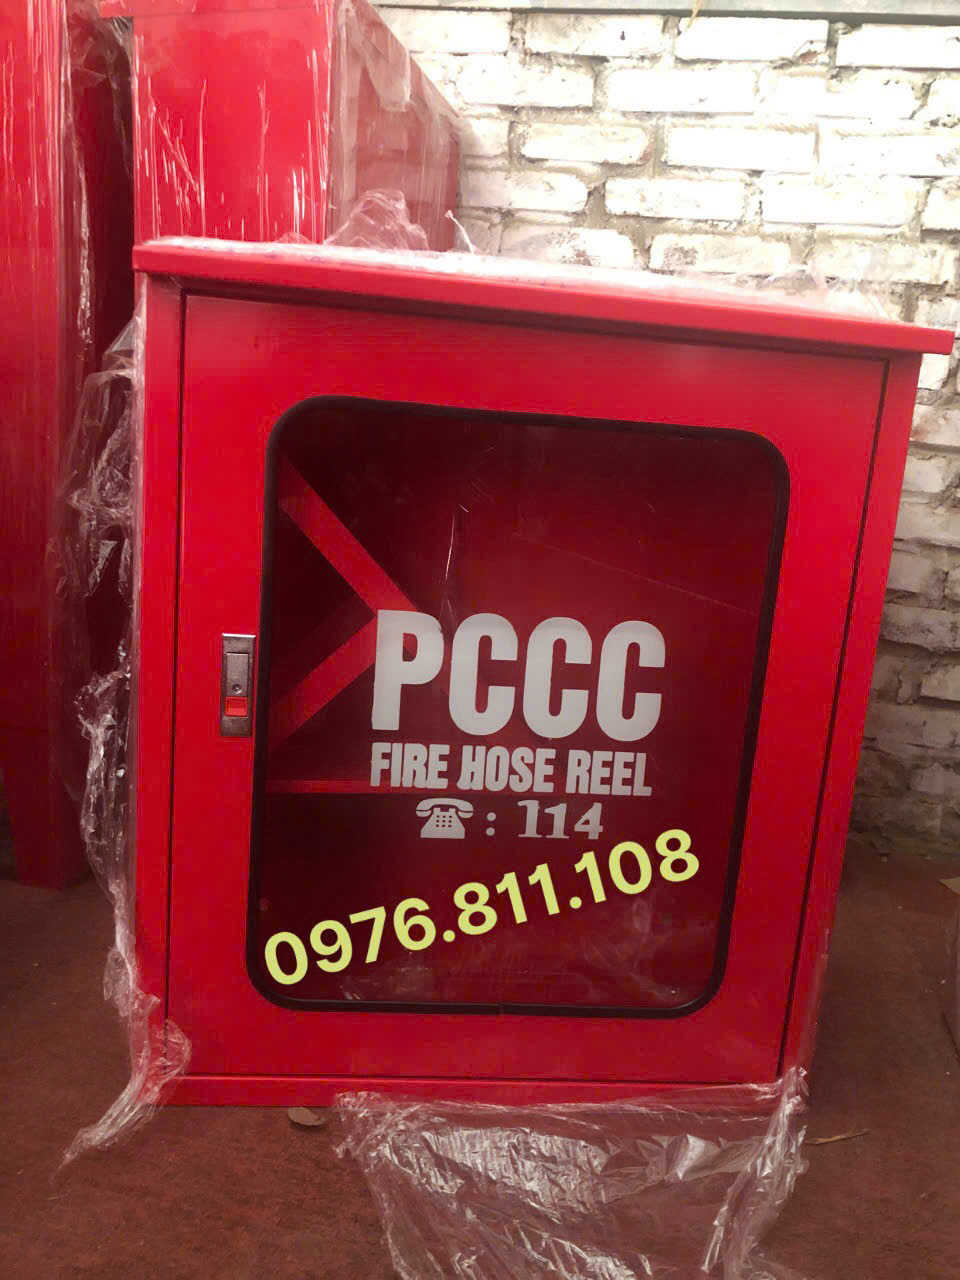 PCCC
FIRE HOSE REEL
☎: 114
0976.811.108